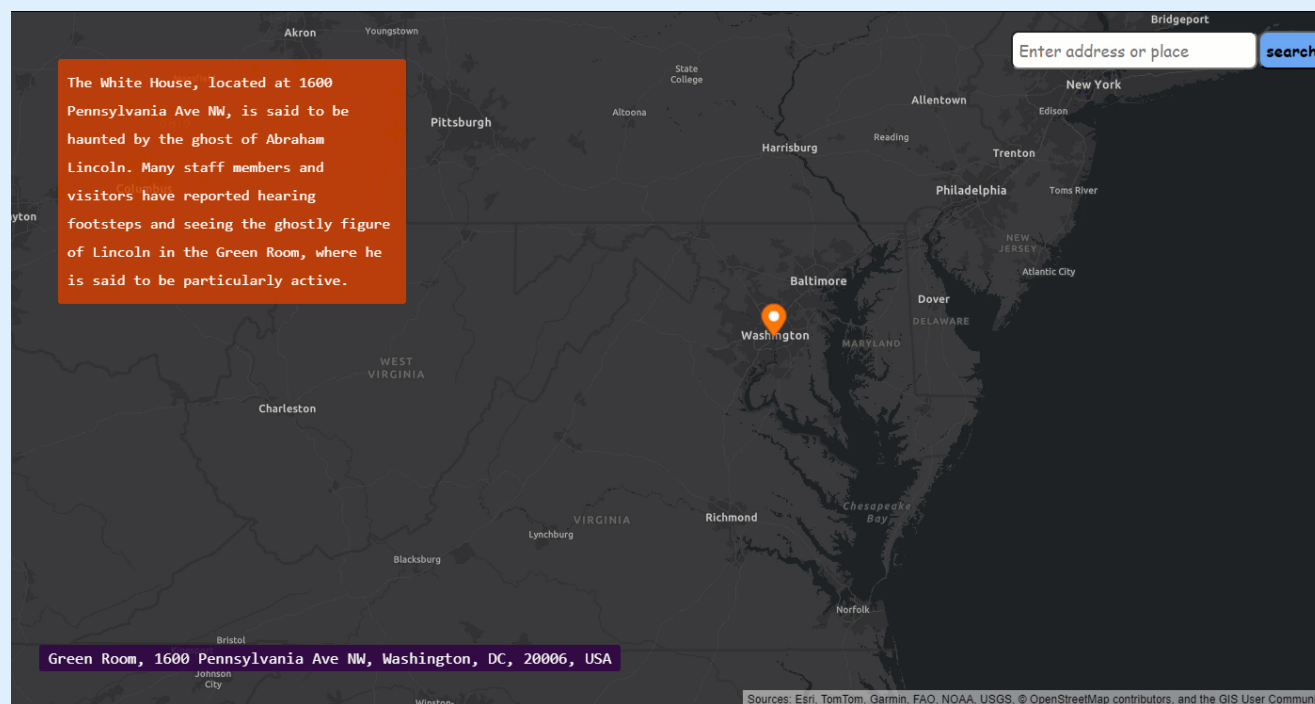 Bridgeport
Akron
Youngstown
Enter address or place
search
State
College
The White House, located at 1600
Pennsylvania Ave NW, is said to be
haunted by the ghost of Abraham
Lincoln. Many staff members and
visitors have reported hearing
footsteps and seeing the ghostly figure
of Lincoln in the Green Room, where he
is said to be particularly active.
Columbus
New York
Allentown
Edison
Altoona
Pittsburgh
Reading
Harrisburg
Trenton
Philadelphia
Toms River
yton
NEW
JERSEY
Atlantic City
Baltimore
Dover
DELAWARE
Washington
MARYLAND
WEST
VIRGINIA
Charleston
Chesapeake
Bay
Richmond
VIRGINIA
Lynchburg
Blacksburg
Norfolk
Bristol
Green Room, 1600 Pennsylvania Ave NW, Washington, DC, 20006, USA
Johnson
City
Winston-
Sources: Esri, TomTom, Garmin, FAO, NOAA, USGS, © OpenStreetMap contributors, and the GIS User Communi